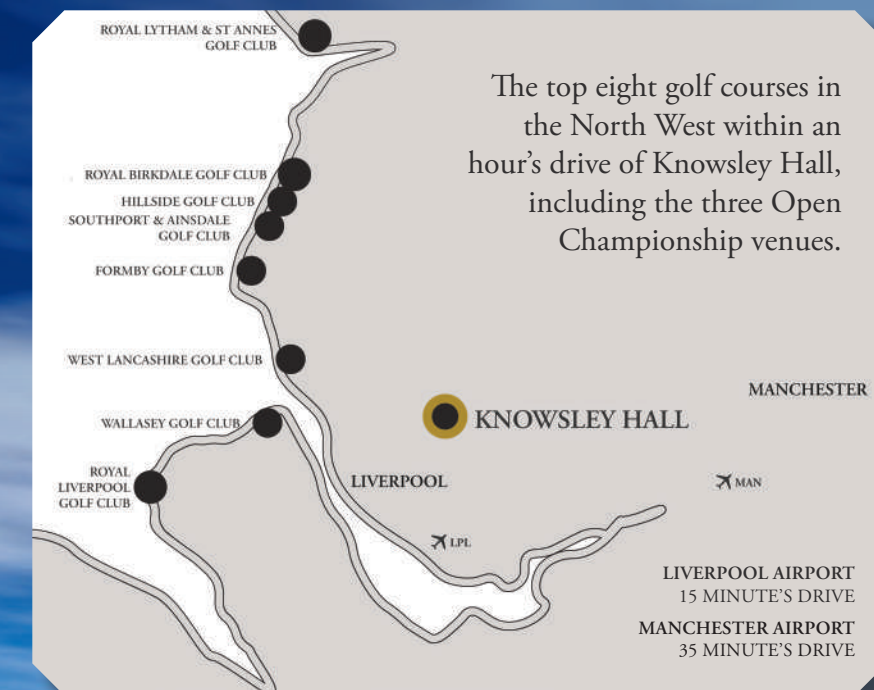 ROYAL LYTHAM & ST ANNES
GOLF CLUB
The top eight golf courses in
the North West within an
hour's drive of Knowsley Hall,
including the three Open
Championship venues.
ROYAL BIRKDALE GOLF CLUB
HILLSIDE GOLF CLUB
SOUTHPORT & AINSDALE
GOLF CLUB
FORMBY GOLF CLUB
WEST LANCASHIRE GOLF CLUB
MANCHESTER
WALLASEY GOLF CLUB
KNOWSLEY HALL
ROYAL
LIVERPOOL
GOLF CLUB
LIVERPOOL
MAN
LPL
LIVERPOOL AIRPORT
15 MINUTE'S DRIVE
MANCHESTER AIRPORT
35 MINUTE'S DRIVE